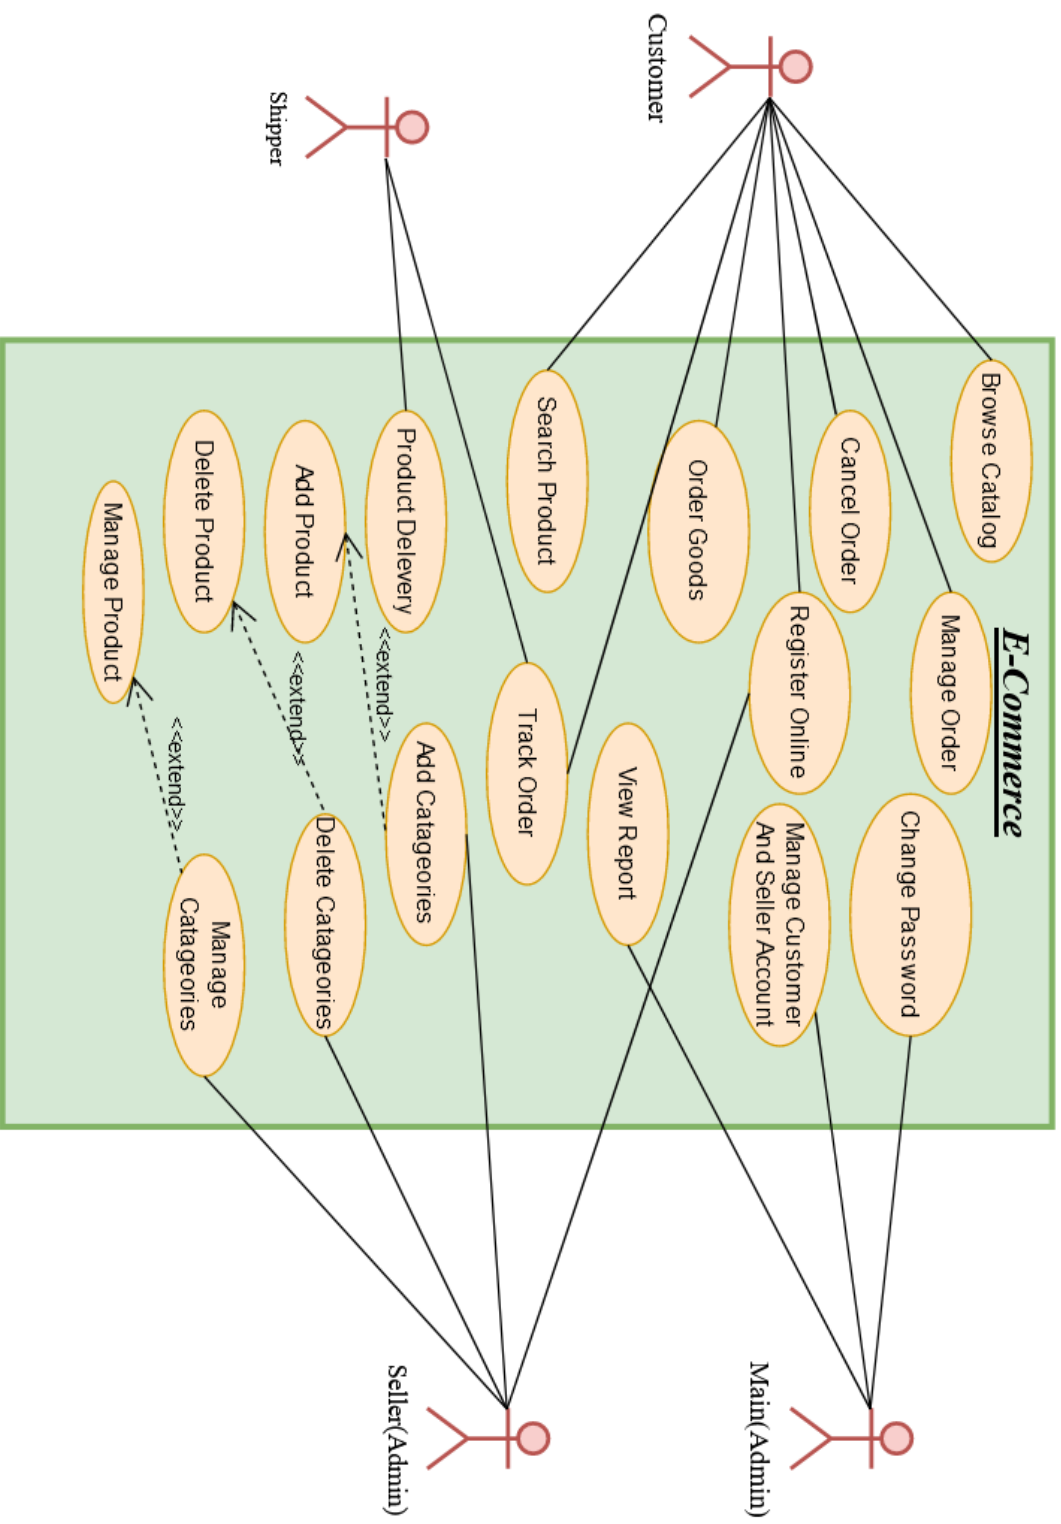 E-Commerce
Customer
Shipper
Main(Admin)
Seller(Admin)
Browse Catalog
Manage Order
Change Password
Cancel Order
Register Online
Manage Customer
And Seller Account
Order Goods
View Report
Search Product
Track Order
Product Delevery
<<extend>>
Add Catageories
Add Product
<<extend>>
Delete Catageories
Delete Product
<<extend>>
Manage
Catageories
Manage Product